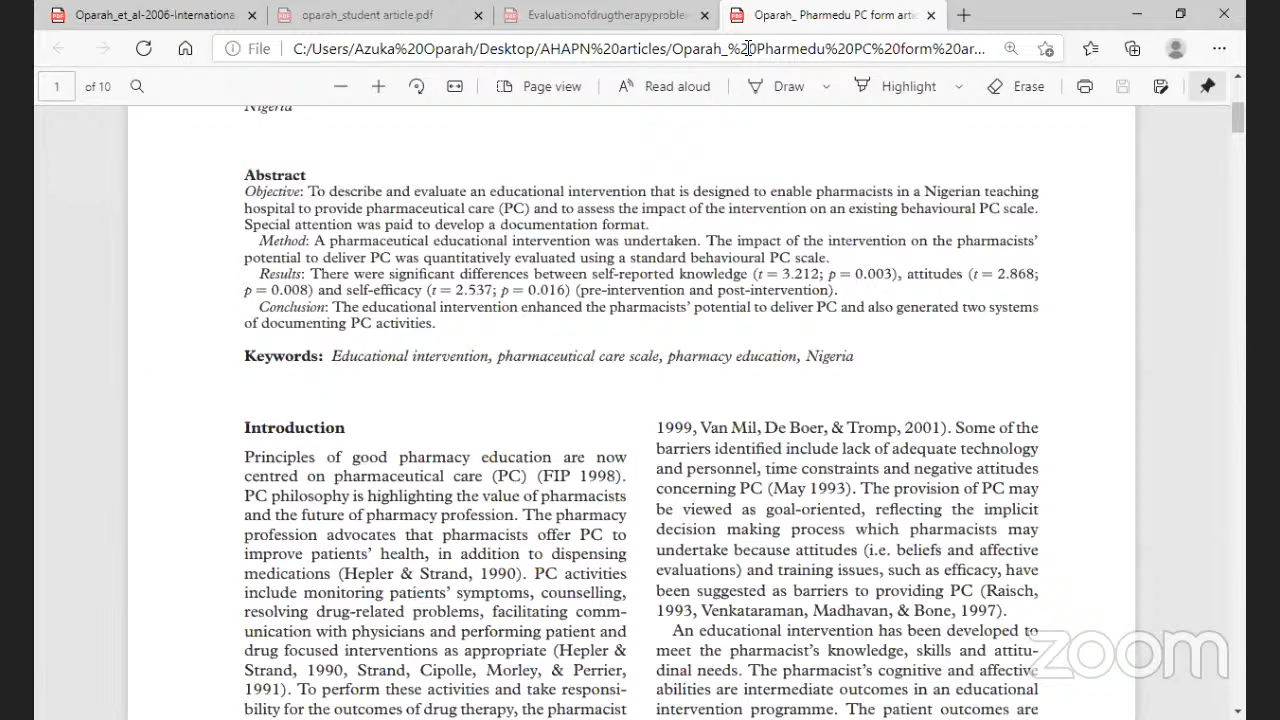 Oparah_et_al-2006-Internationa
oparah_student article.pdf
Evaluationofdrugtherapyproble
Oparah_ Pharmedu PC form artic
File
C:/Users/Azuka%20Oparah/Desktop/AHAPN%20articles/Oparah_%20Pharmedu%20PC%20form%20ar...
1 of 10
Page view
Read aloud
Draw
Highlight
Erase
Nigeria
Abstract
Objective: To describe and evaluate an educational intervention that is designed to enable pharmacists in a Nigerian teaching
hospital to provide pharmaceutical care (PC) and to assess the impact of the intervention on an existing behavioural PC scale.
Special attention was paid to develop a documentation format.
Method: A pharmaceutical educational intervention was undertaken. The impact of the intervention on the pharmacists'
potential to deliver PC was quantitatively evaluated using a standard behavioural PC scale.
Results: There were significant differences between self-reported knowledge (t = 3.212; p = 0.003), attitudes (t = 2.868;
p = 0.008) and self-efficacy (t = 2.537; p = 0.016) (pre-intervention and post-intervention).
Conclusion: The educational intervention enhanced the pharmacists' potential to deliver PC and also generated two systems
of documenting PC activities.
Keywords: Educational intervention, pharmaceutical care scale, pharmacy education, Nigeria
Introduction
Principles of good pharmacy education are now
centred on pharmaceutical care (PC) (FIP 1998).
PC philosophy is highlighting the value of pharmacists
and the future of pharmacy profession. The pharmacy
profession advocates that pharmacists offer PC to
improve patients' health, in addition to dispensing
medications (Hepler & Strand, 1990). PC activities
include monitoring patients' symptoms, counselling,
resolving drug-related problems, facilitating comm-
unication with physicians and performing patient and
drug focused interventions as appropriate (Hepler &
Strand, 1990, Strand, Cipolle, Morley, & Perrier,
1991). To perform these activities and take responsi-
bility for the outcomes of drug therapy, the pharmacist
1999, Van Mil, De Boer, & Tromp, 2001). Some of the
barriers identified include lack of adequate technology
and personnel, time constraints and negative attitudes
concerning PC (May 1993). The provision of PC may
be viewed as goal-oriented, reflecting the implicit
decision making process which pharmacists may
undertake because attitudes (i.e. beliefs and affective
evaluations) and training issues, such as efficacy, have
been suggested as barriers to providing PC (Raisch,
1993, Venkataraman, Madhavan, & Bone, 1997).
An educational intervention has been developed to
meet the pharmacist's knowledge, skills and attitu-
dinal needs. The pharmacist's cognitive and affective
abilities are intermediate outcomes in an educational
intervention programme. The patient outcomes are
zoom